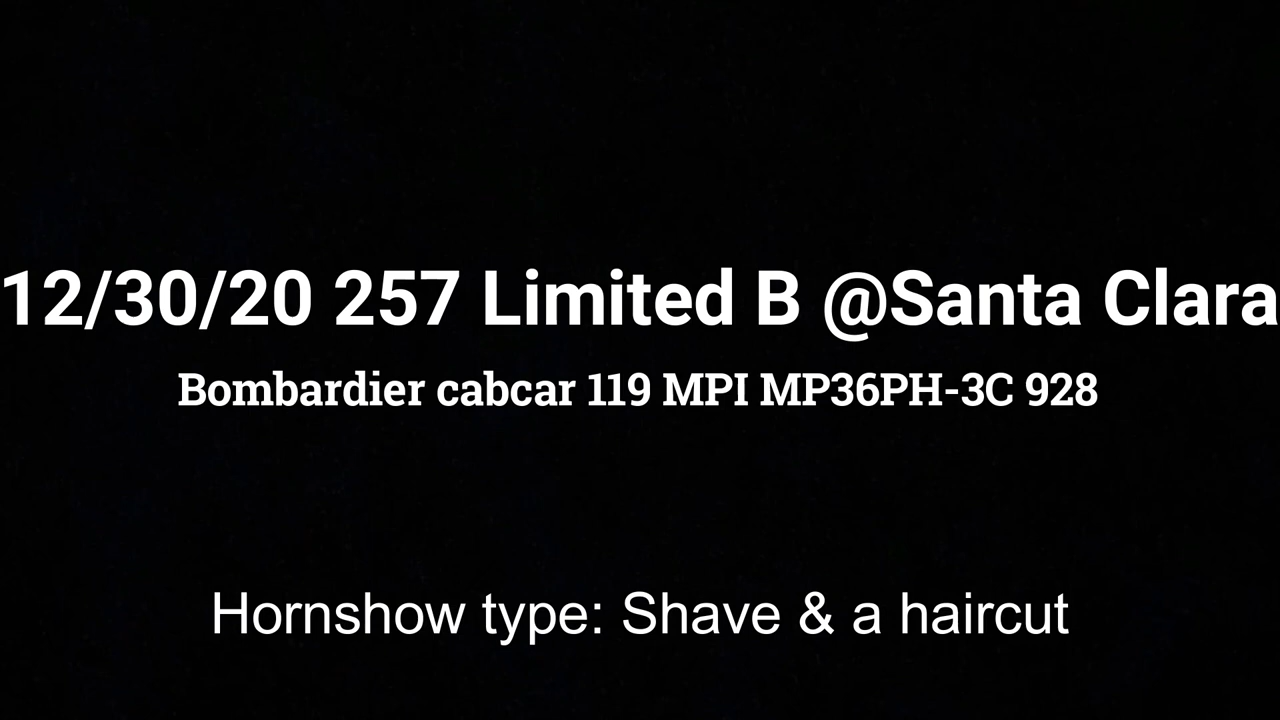 12/30/20 257 Limited B @Santa Clara
Bombardier cabcar 119 MPI MP36PH-3C 928
Hornshow type: Shave & a haircut